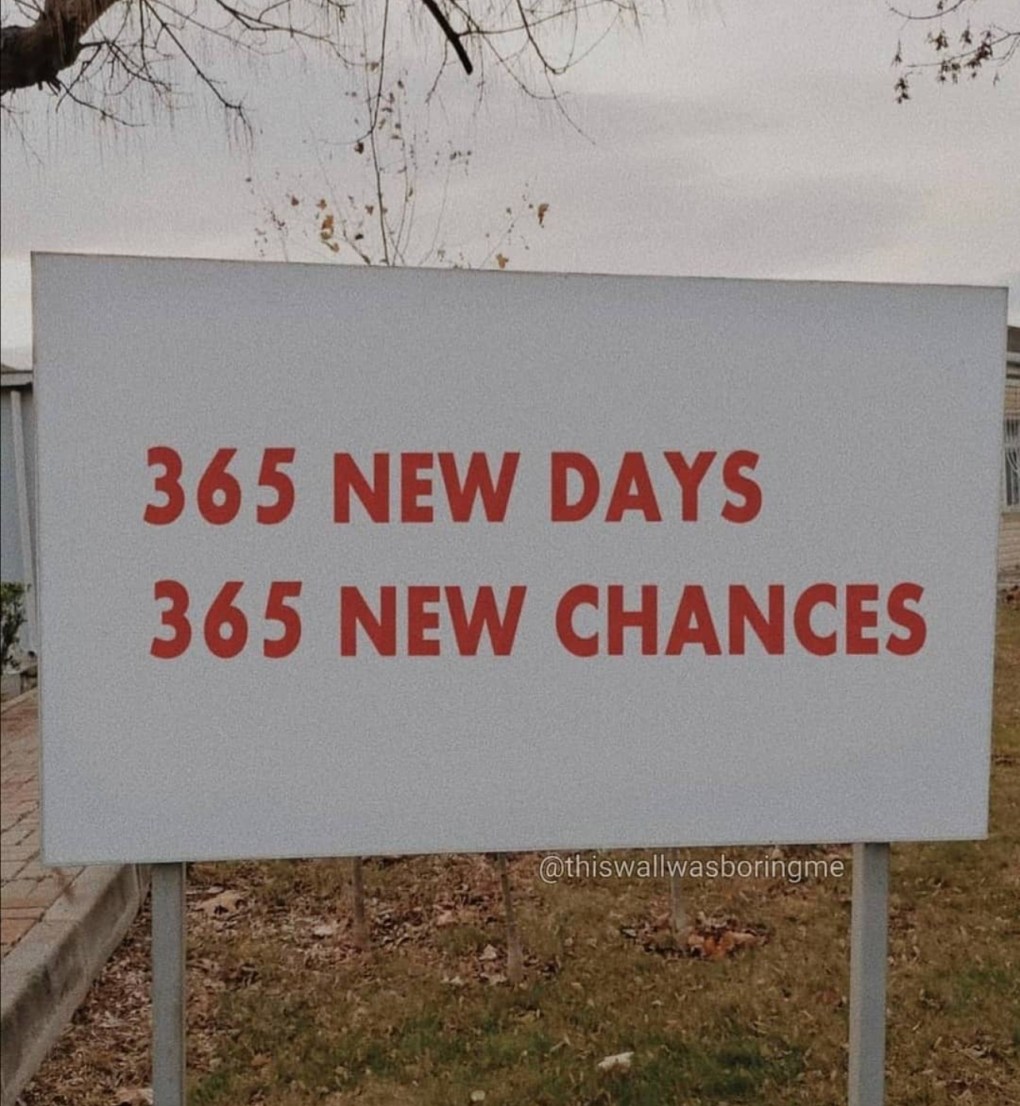 365 NEW DAYS
365 NEW CHANCES
@thiswallwasboringme